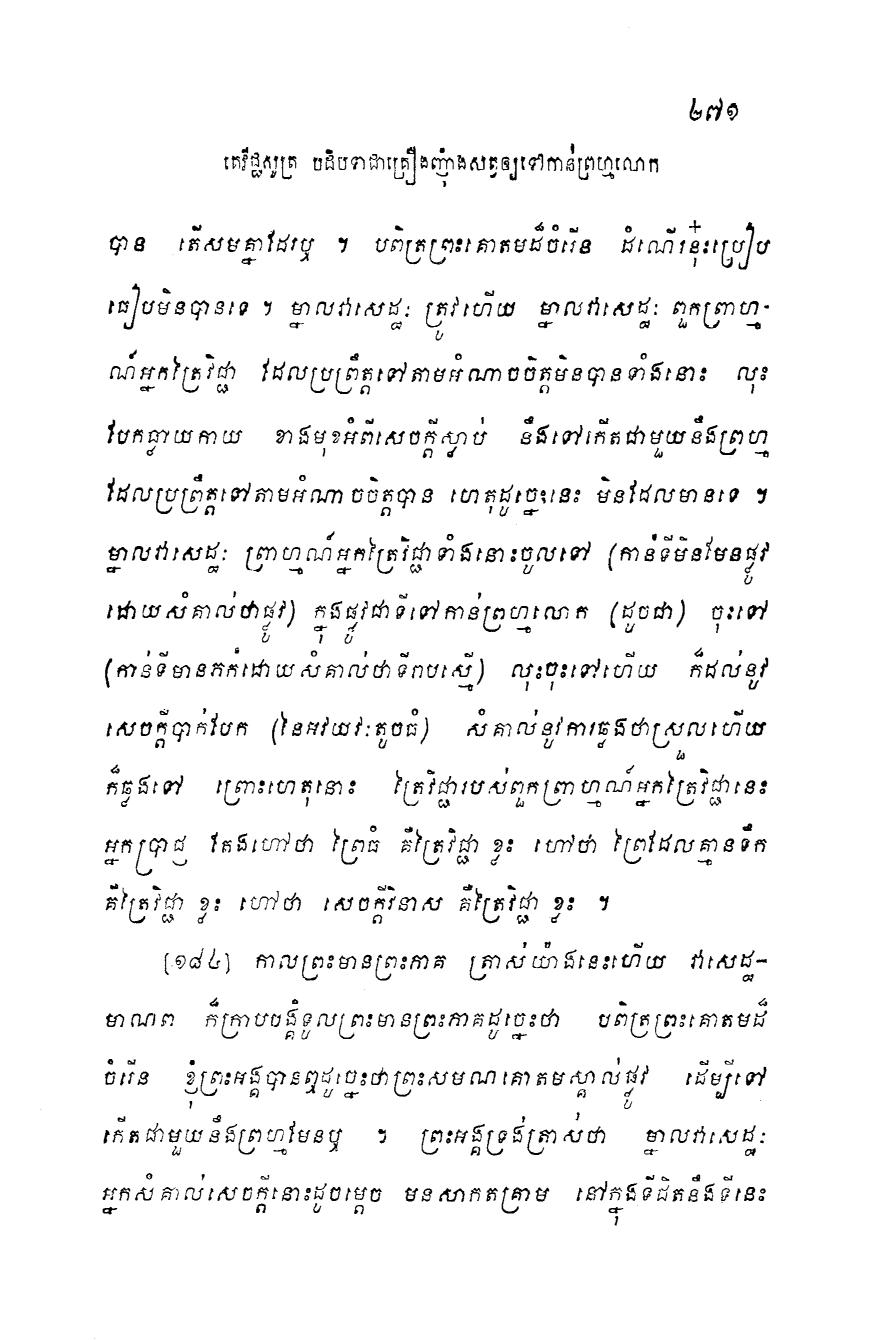 ២៧១
តេវិជ្ជសូត្រ បដិបទាជាគ្រឿងញុំាងសត្វឲ្យទៅកាន់ព្រហ្មលោក
បាន តើសមគ្នាដែរឬ ។ បពិត្រព្រះគោតមដ៏ចំរើន ដំណើរនុ៎ះប្រៀប
ធៀបមិនបានទេ ។ ម្នាលវាសេដ្ឋៈ ត្រូវហើយ ម្នាលវាសេដ្ឋៈ ពួកព្រាហ្ម-
ណ៍អ្នកត្រៃវិជ្ជា ដែលប្រព្រឹត្តទៅតាមអំណាចចិត្តមិនបានទាំងនោះ លុះ
បែកធ្លាយកាយ ខាងមុខអំពីសេចក្តីស្លាប់ នឹងទៅកើតជាមួយនឹងព្រហ្ម
ដែលប្រព្រឹត្តទៅតាមអំណាចចិត្តបាន ហេតុដូច្នេះនេះ មិនដែលមានទេ ។
ម្នាលវាសេដ្ឋៈ ព្រាហ្មណ៍អ្នកត្រៃវិជ្ជាទាំងនោះចូលទៅ (កាន់ទីមិនមែនផ្លូវ
ដោយសំគាល់ថាផ្លូវ) ក្នុងផ្លូវជាទីទៅកាន់ព្រហ្មលោក (ដូចជា) ចុះទៅ
(កាន់ទីមានភក់ដោយសំគាល់ថាទីរាបស្មើ) លុះចុះទៅហើយ ក៏ដល់នូវ
សេចក្តីបាក់បែក (នៃអវយវៈតូចធំ) សំគាល់នូវការឆ្លងថាស្រួលហើយ
ក៏ឆ្លងទៅ ព្រោះហេតុនោះ ត្រៃវិជ្ជារបស់ពួកព្រាហ្មណ៍អ្នកត្រៃវិជ្ជានេះ
អ្នកប្រាជ្ញ តែងហៅថា ព្រៃធំ គឺត្រៃវិជ្ជា ខ្លះ ហៅថា ព្រៃដែលគ្មានទឹក
គឺត្រៃវិជ្ជា ខ្លះ ហៅថា សេចក្តីវិនាស គឺត្រៃវិជ្ជា ខ្លះ ។
[១៨៤] កាលព្រះមានព្រះភាគ ត្រាស់យ៉ាងនេះហើយ វាសេដ្ឋ-
មាណព ក៏ក្រាបបង្គំទូលព្រះមានព្រះភាគដូច្នេះថា បពិត្រព្រះគោតមដ៏
ចំរើន ខ្ញុំព្រះអង្គបានឮដូច្នេះថាព្រះសមណគោតមស្គាល់ផ្លូវ ដើម្បីទៅ
កើតជាមួយនឹងព្រហ្មមែនឬ ។ ព្រះអង្គទ្រង់ត្រាស់ថា ម្នាលវាសេដ្ឋៈ
អ្នកសំគាល់សេចក្តីនោះដូចម្តេច មនសាកតគ្រាម នៅក្នុងទីជិតនឹងទីនេះ